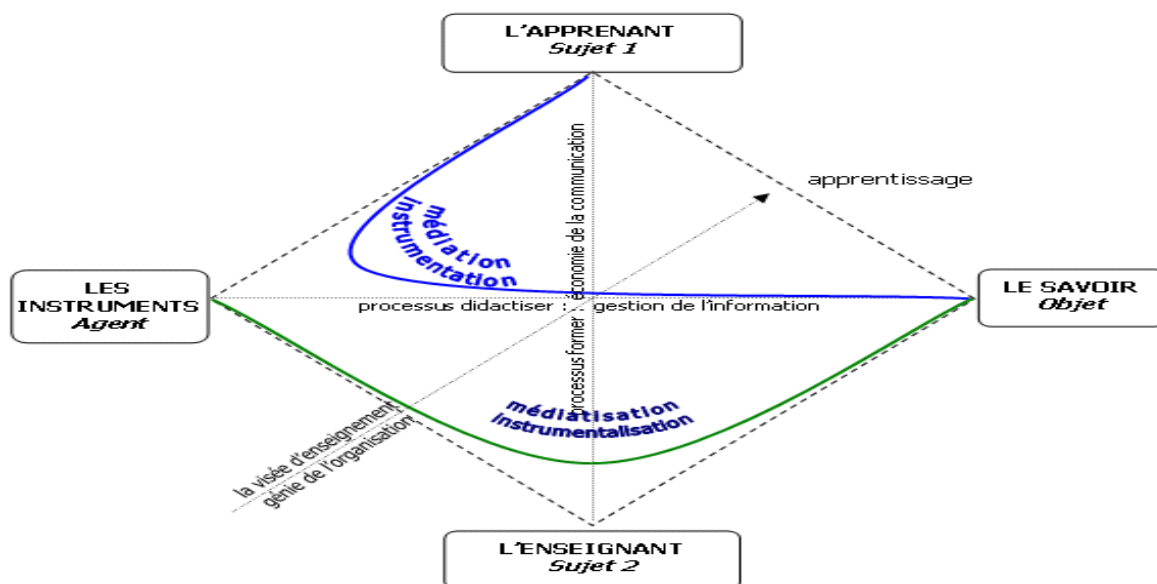 L'APPRENANT
Sujet 1
économie de la communication
apprentissage
médiation
instrumentation
LES
INSTRUMENTS
Agent
LE SAVOIR
Objet
processus didactiser : ... gestion de l'information
processus former
médiatisation
instrumentalisation
la visée d'enseignement
génie de l'organisation
L'ENSEIGNANT
Sujet 2